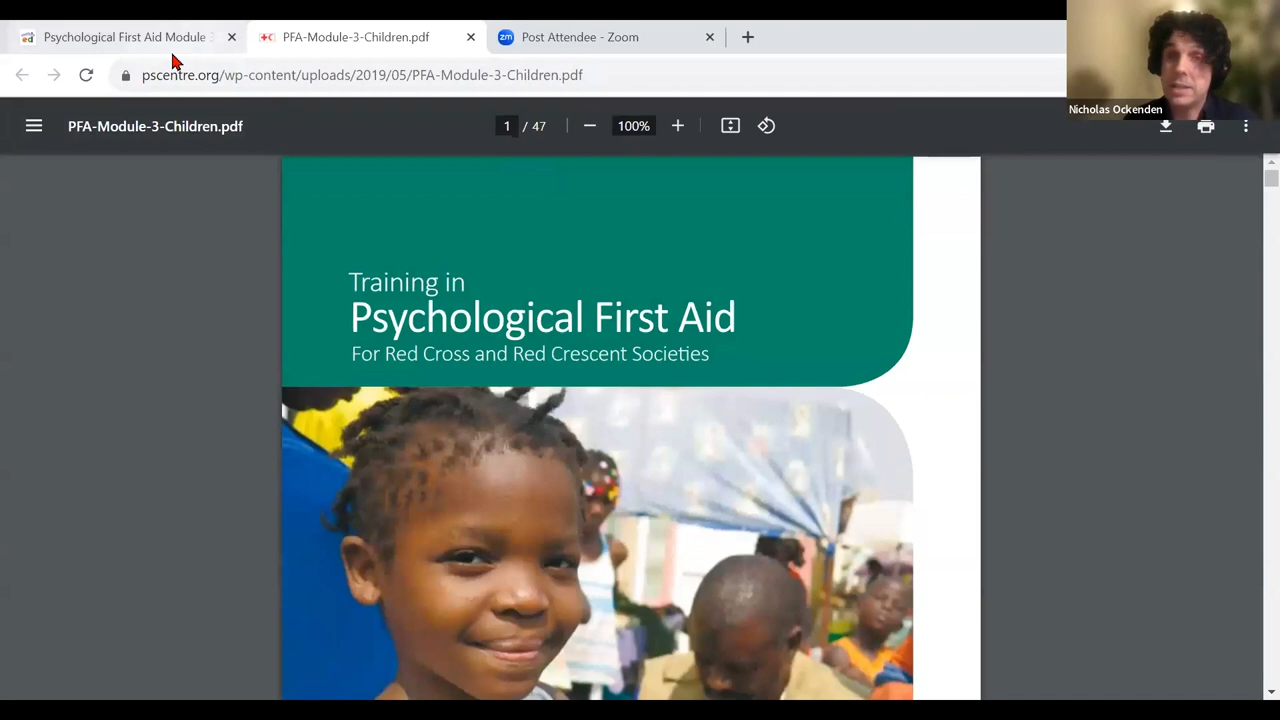 Psychological First Aid Module
PFA-Module-3-Children.pdf
zm
Post Attendee - Zoom
pscentre.org/wp-content/uploads/2019/05/PFA-Module-3-Children.pdf
Nicholas Ockenden
PFA-Module-3-Children.pdf
1 / 47
100%
Training in
Psychological First Aid
For Red Cross and Red Crescent Societies